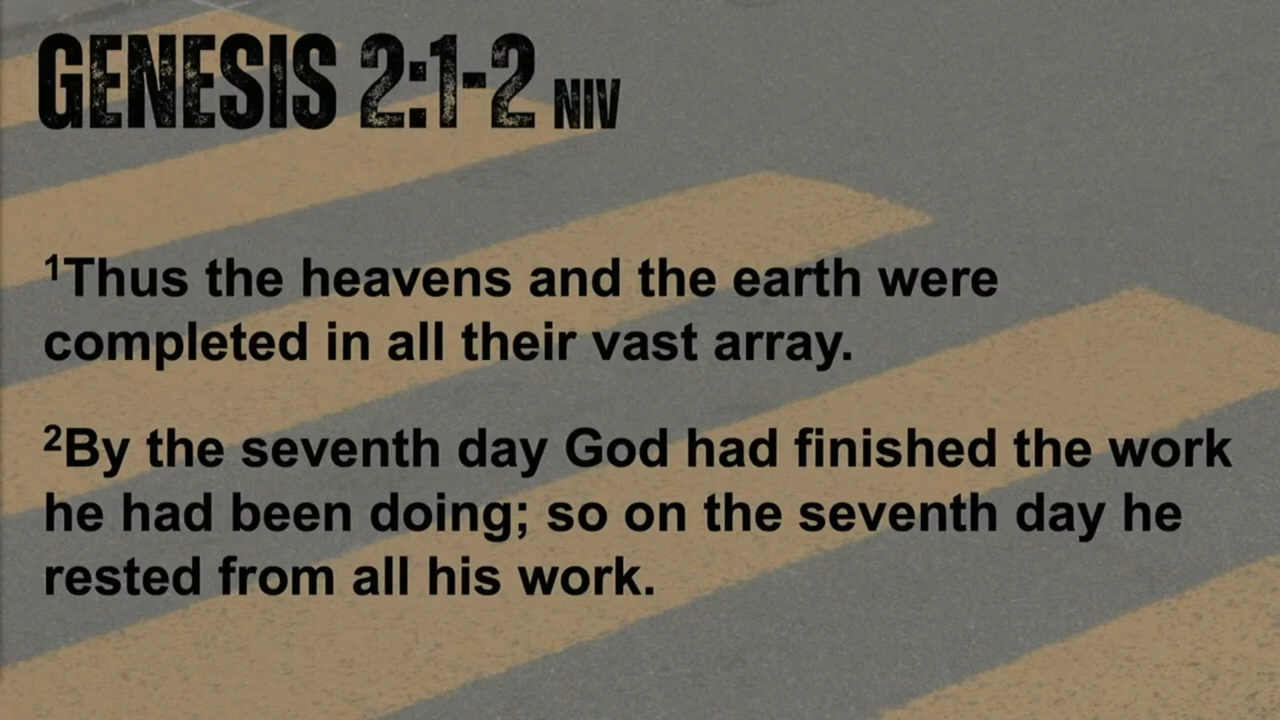 GENESIS 2:1-2 NIV
¹Thus the heavens and the earth were
completed in all their vast array.
²By the seventh day God had finished the work
he had been doing; so on the seventh day he
rested from all his work.